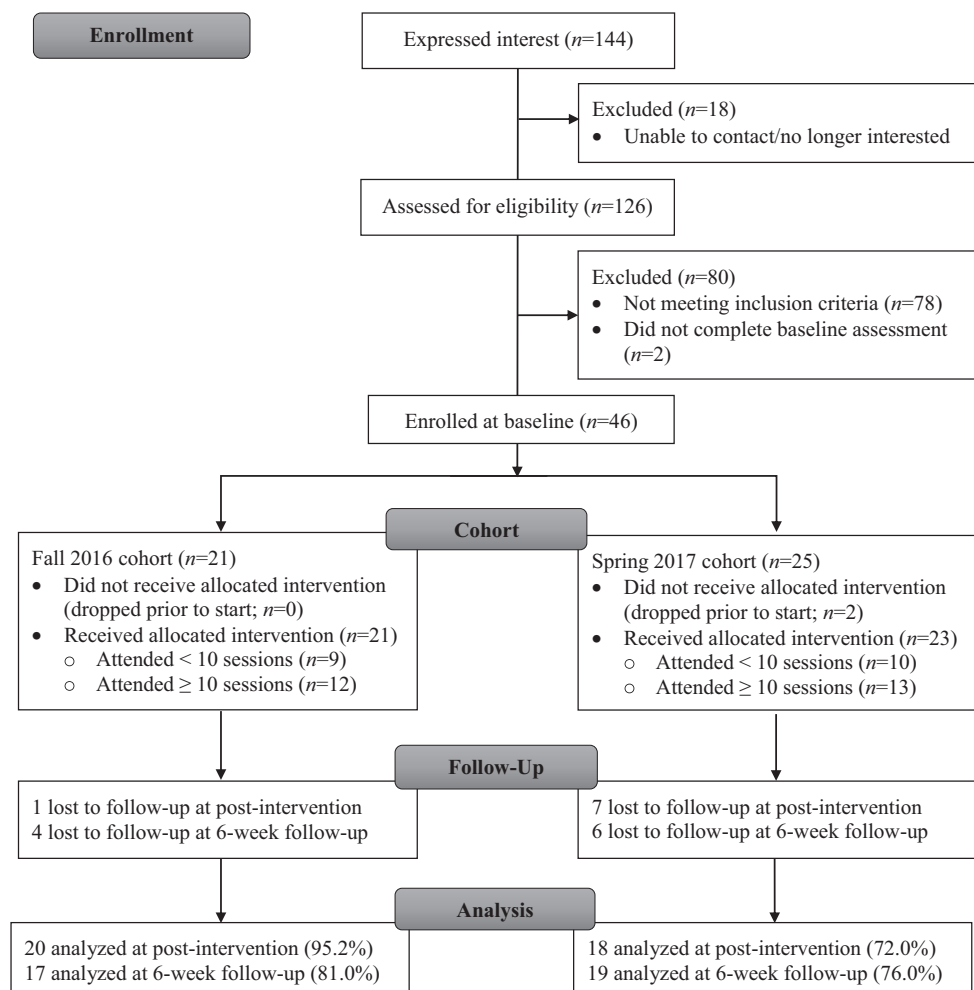 Enrollment
Expressed interest (n=144)
Excluded (n=18)
• Unable to contact/no longer interested
Assessed for eligibility (n=126)
Excluded (n=80)
• Not meeting inclusion criteria (n=78)
• Did not complete baseline assessment
(n=2)
Enrolled at baseline (n=46)
Cohort
Fall 2016 cohort (n=21)
• Did not receive allocated intervention
(dropped prior to start; n=0)
• Received allocated intervention (n=21)
○ Attended < 10 sessions (n=9)
○ Attended ≥ 10 sessions (n=12)
Spring 2017 cohort (n=25)
• Did not receive allocated intervention
(dropped prior to start; n=2)
• Received allocated intervention (n=23)
○ Attended < 10 sessions (n=10)
○ Attended ≥ 10 sessions (n=13)
Follow-Up
1 lost to follow-up at post-intervention
4 lost to follow-up at 6-week follow-up
7 lost to follow-up at post-intervention
6 lost to follow-up at 6-week follow-up
Analysis
20 analyzed at post-intervention (95.2%)
17 analyzed at 6-week follow-up (81.0%)
18 analyzed at post-intervention (72.0%)
19 analyzed at 6-week follow-up (76.0%)